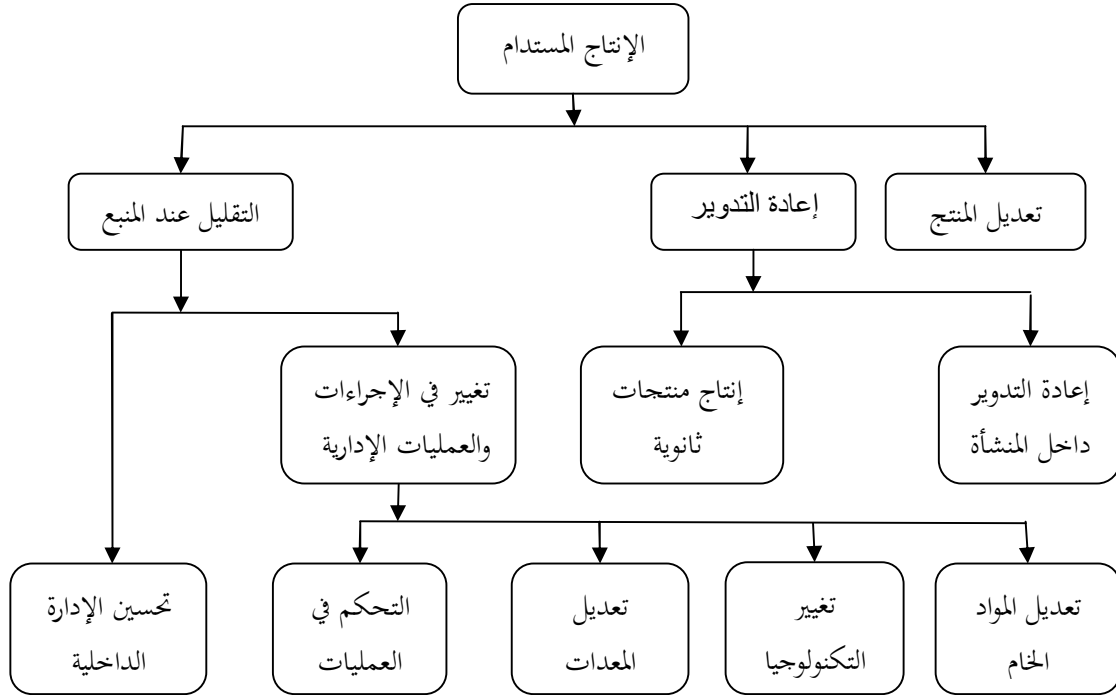 الإنتاج المستدام
تعديل المنتج
إعادة التدوير
التقليل عند المنبع
إعادة التدوير
داخل المنشأة
إنتاج منتجات
ثانوية
تغيير في الإجراءات
والعمليات الإدارية
تعديل المواد
الخام
تغيير
التكنولوجيا
تعديل
المعدات
التحكم في
العمليات
تحسين الإدارة
الداخلية